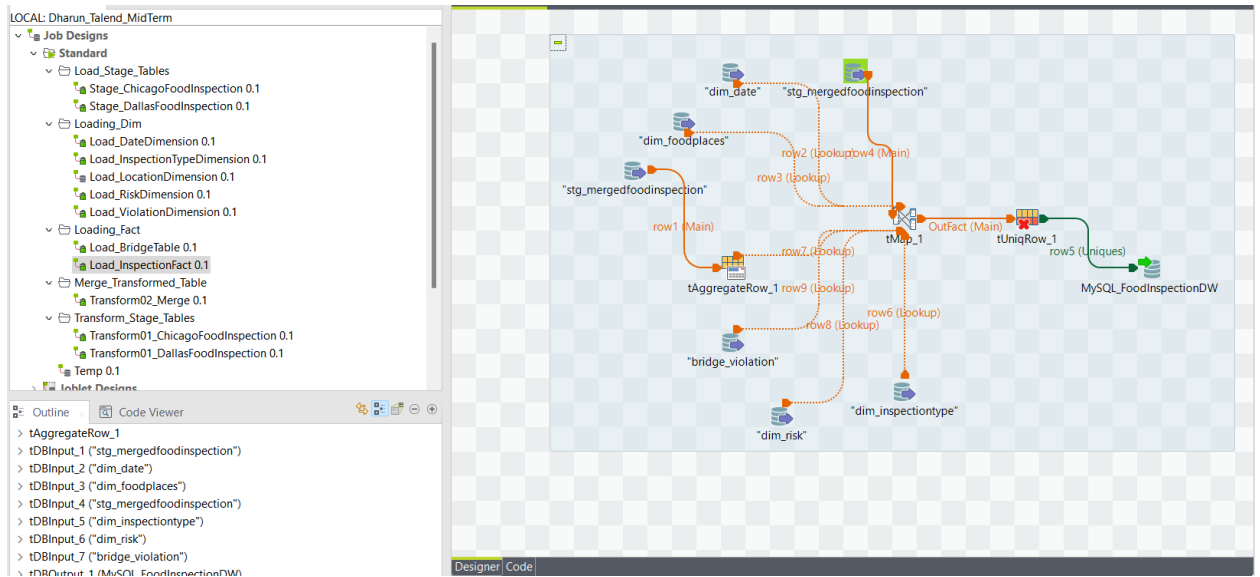 LOCAL: Dharun_Talend_MidTerm
Job Designs
Standard
Load_Stage_Tables
Stage_ChicagoFoodInspection 0.1
Stage_DallasFoodInspection 0.1
Loading_Dim
Load_DateDimension 0.1
Load_InspectionTypeDimension 0.1
Load_LocationDimension 0.1
Load_RiskDimension 0.1
Load_ViolationDimension 0.1
Loading_Fact
Load_BridgeTable 0.1
Load_InspectionFact 0.1
Merge_Transformed_Table
Transform02_Merge 0.1
Transform_Stage_Tables
Transform01_ChicagoFoodInspection 0.1
Transform01_DallasFoodInspection 0.1
Temp 0.1
Joblet Designs
Outline
Code Viewer
tAggregateRow_1
tDBInput_1 ("stg_mergedfoodinspection")
tDBInput_2 ("dim_date")
tDBInput_3 ("dim_foodplaces")
tDBInput_4 ("stg_mergedfoodinspection")
tDBInput_5 ("dim_inspectiontype")
tDBInput_6 ("dim_risk")
tDBInput_7 ("bridge_violation")
tDBOutput_1 (MySQL_FoodInspectionDW)
"dim_date"
"stg_mergedfoodinspection"
"dim_foodplaces"
row2 (Lookup)
row4 (Main)
row3 (Lookup)
"stg_mergedfoodinspection"
row1 (Main)
OutFact (Main)
tMap_1
tUniqRow_1
row7 (Lookup)
row5 (Uniques)
tAggregateRow_1
row9 (Lookup)
MySQL_FoodInspectionDW
row6 (Lookup)
row8 (Lookup)
"bridge_violation"
"dim_inspectiontype"
"dim_risk"
Designer
Code